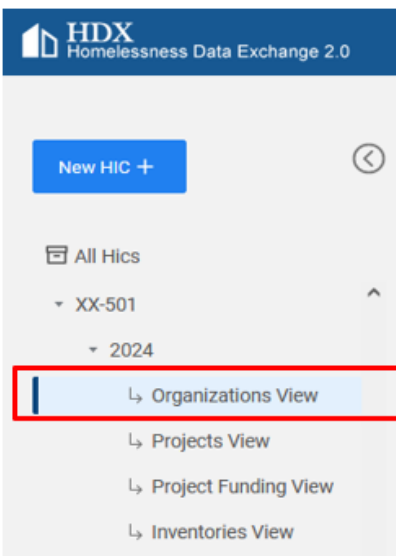 HDX
Homelessness Data Exchange 2.0
New HIC +
All Hics
XX-501
2024
Organizations View
Projects View
Project Funding View
Inventories View